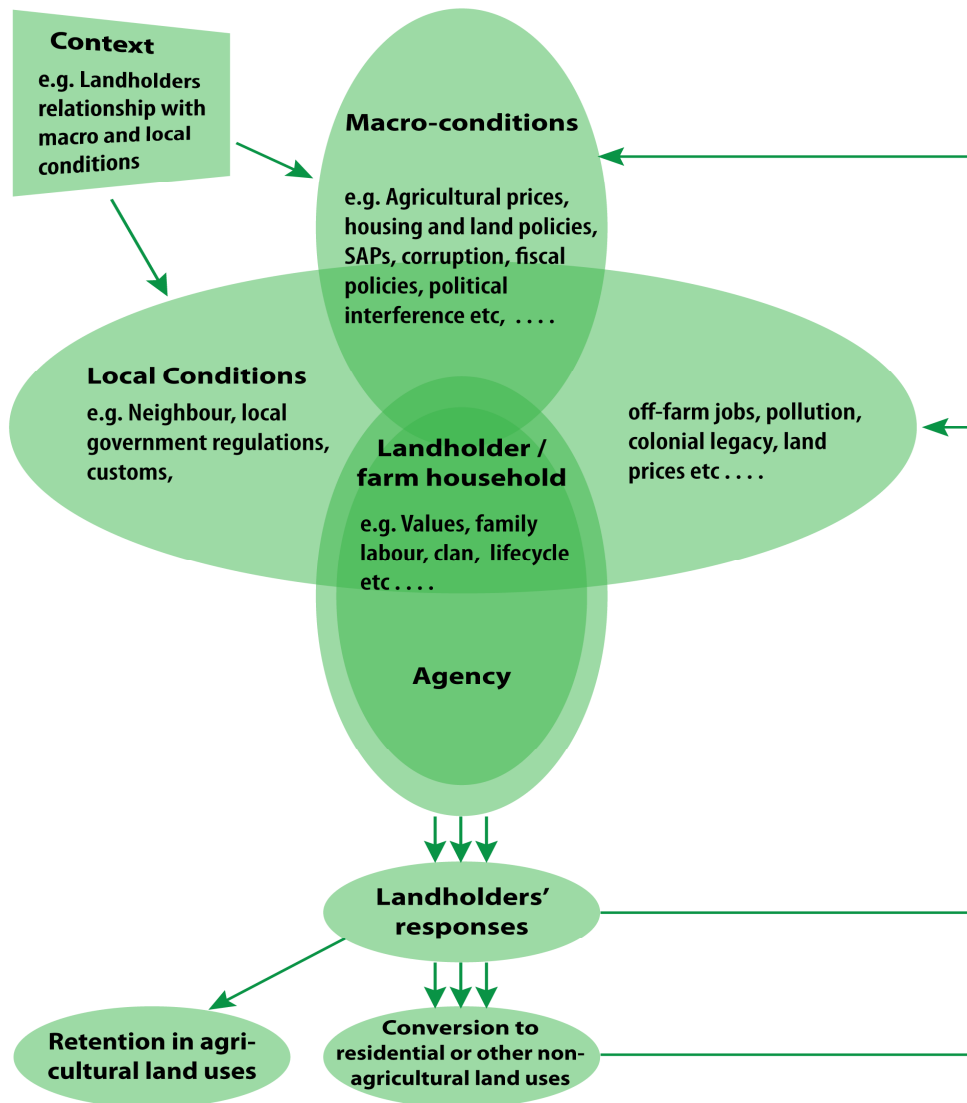 Context
e.g. Landholders
relationship with
macro and local
conditions
Macro-conditions
e.g. Agricultural prices,
housing and land policies,
SAPs, corruption, fiscal
policies, political
interference etc, . . . .
Local Conditions
e.g. Neighbour, local
government regulations,
customs,
off-farm jobs, pollution,
colonial legacy, land
prices etc . . . .
Landholder /
farm household
e.g. Values, family
labour, clan, lifecycle
etc . . . .
Agency
Landholders’
responses
Retention in agri-
cultural land uses
Conversion to
residential or other non-
agricultural land uses